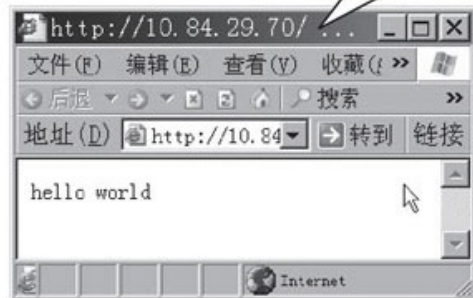 http://10.84.29.70/ ...
文件(F) 编辑(E) 查看(V) 收藏(A »
后退 搜索 »
地址(D) http://10.84 转到 链接
hello world
Internet